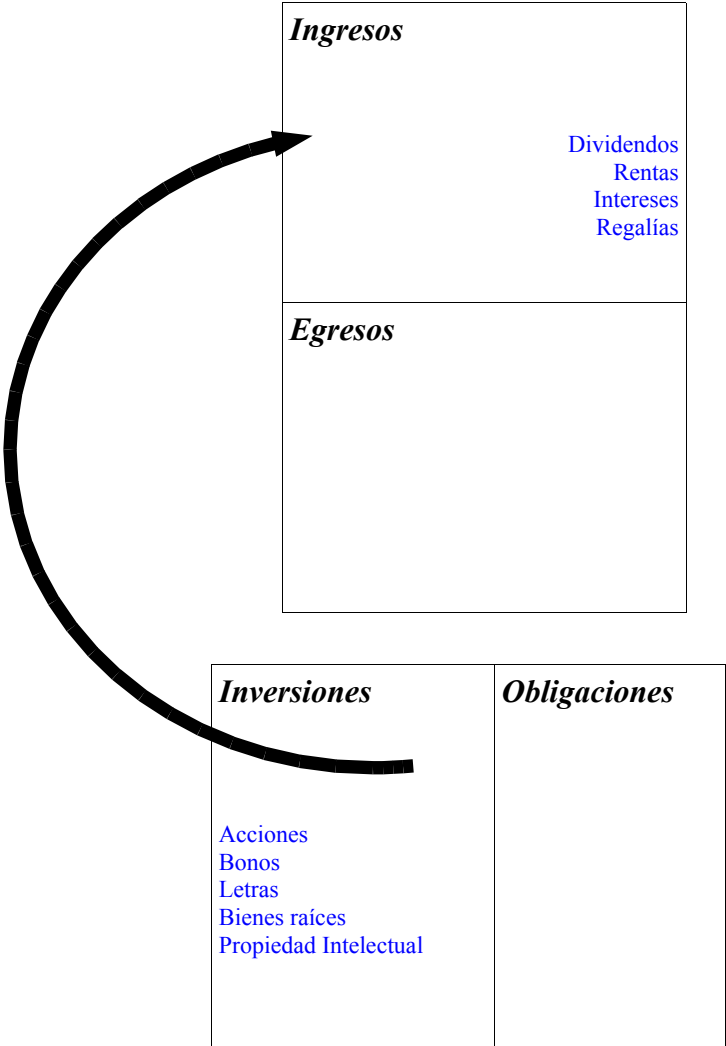 Ingresos
Dividendos
Rentas
Intereses
Regalías
Egresos
Inversiones
Obligaciones
Acciones
Bonos
Letras
Bienes raíces
Propiedad Intelectual